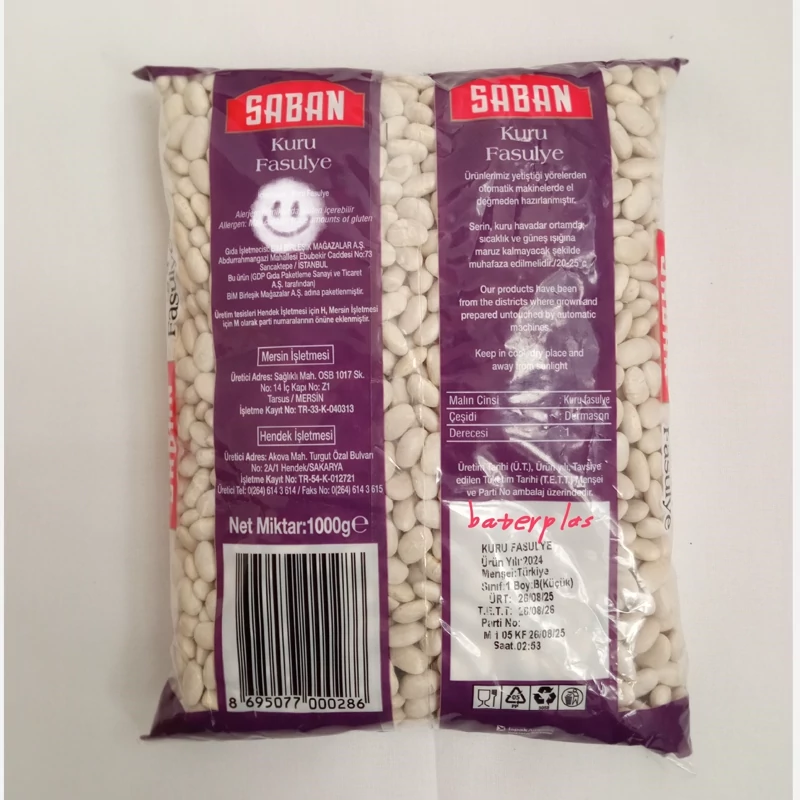 SABAN
Kuru
Fasulye
Gıda İşletmecisi: BİM BİRLEŞİK MAĞAZALAR A.Ş.
Abdurrahmangazi Mahallesi Ebubekir Caddesi No:73
Sancaktepe / İSTANBUL
Bu ürün (GDP Gıda Paketleme Sanayi ve Ticaret
A.Ş. tarafından)
BİM Birleşik Mağazalar A.Ş. adına paketlenmiştir.
Üretim tesisleri Hendek İşletmesi için H, Mersin İşletmesi
için M olarak parti numaralarının önüne eklenmiştir.
Mersin İşletmesi
Üretici Adres: Sağlıklı Mah. OSB 1017 Sk.
No: 14 İç Kapı No: Z1
Tarsus / MERSİN
İşletme Kayıt No: TR-33-K-040313
Hendek İşletmesi
Üretici Adres: Akova Mah. Turgut Özal Bulvarı
No: 2A/1 Hendek/SAKARYA
İşletme Kayıt No: TR-54-K-012721
Üretici Tel: 0(264) 614 3 614 / Faks No: 0(264) 614 3 615
Net Miktar:1000g℮
8 695077 000286
SABAN
Kuru
Fasulye
Ürünlerimiz yetiştiği yörelerden
otomatik makinelerde el
değmeden hazırlanmıştır.
Serin, kuru havadar ortamda,
sıcaklık ve güneş ışığına
maruz kalmayacak şekilde
muhafaza edilmelidir./20-25˚c
Our products have been
from the districts where grown and
prepared untouched by automatic
machines.
Keep in cool dry place and
away from sunlight
Malın Cinsi : Kuru fasulye
Çeşidi : Dermason
Derecesi : 1
Üretim Tarihi (Ü.T.), Ürün yılı, Tavsiye
edilen Tüketim Tarihi (T.E.T.T.) Menşei
ve Parti No ambalaj üzerindedir.
baterplas
KURU FASULYE
Ürün Yılı:2024
Menşei:Türkiye
Sınıf:1 Boy:B(Küçük)
ÜRT: 26/08/25
T.E.T.T: 26/08/26
Parti No:
M 1 05 KF 26/08/25
Saat:02:53